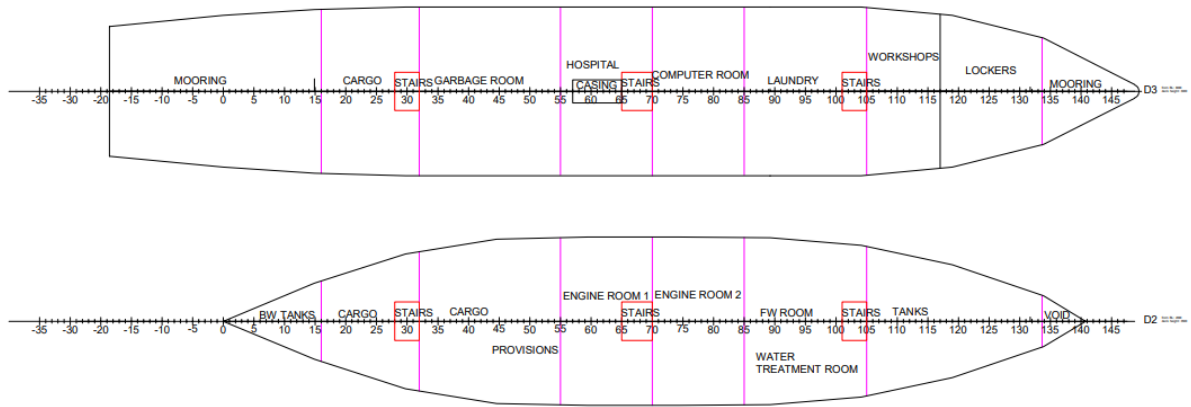 HOSPITAL
WORKSHOPS
MOORING
CARGO
STAIRS
GARBAGE ROOM
CASING
STAIRS
COMPUTER ROOM
LAUNDRY
STAIRS
LOCKERS
MOORING
D3
-35 -30 -25 -20 -15 -10 -5 0 5 10 15 20 25 30 35 40 45 50 55 60 65 70 75 80 85 90 95 100 105 110 115 120 125 130 135 140 145
ENGINE ROOM 1
ENGINE ROOM 2
BW TANKS
CARGO
STAIRS
CARGO
STAIRS
FW ROOM
STAIRS
TANKS
VOID
D2
-35 -30 -25 -20 -15 -10 -5 0 5 10 15 20 25 30 35 40 45 50 55 60 65 70 75 80 85 90 95 100 105 110 115 120 125 130 135 140 145
PROVISIONS
WATER
TREATMENT ROOM